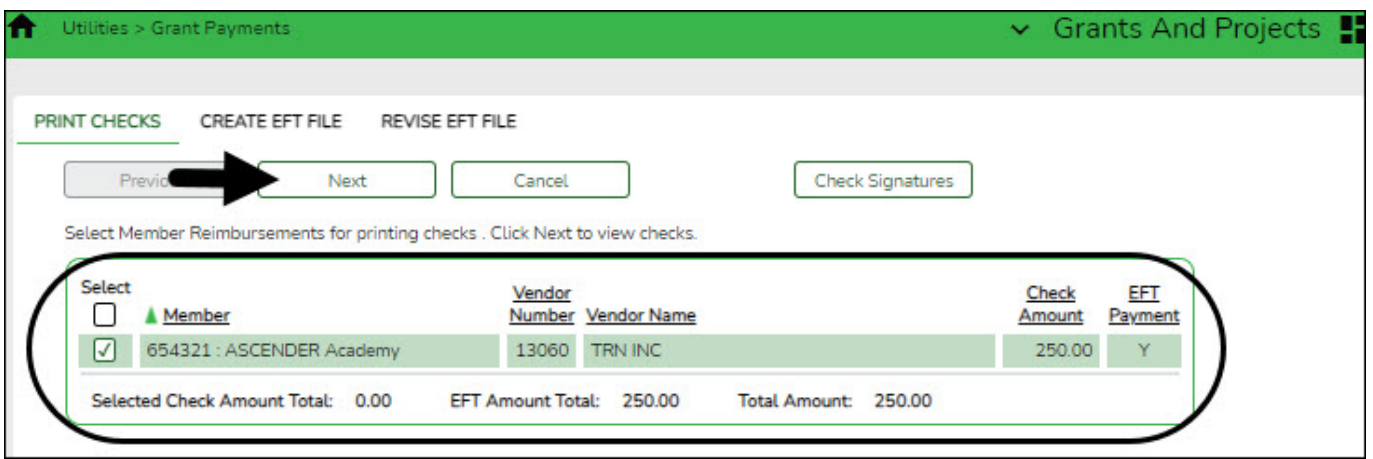 Utilities > Grant Payments
Grants And Projects
PRINT CHECKS CREATE EFT FILE REVISE EFT FILE
Previo Next Cancel Check Signatures
Select Member Reimbursements for printing checks . Click Next to view checks.
Select Member Vendor Number Vendor Name Check Amount EFT Payment
654321 : ASCENDER Academy 13060 TRN INC 250.00 Y
Selected Check Amount Total: 0.00 EFT Amount Total: 250.00 Total Amount: 250.00